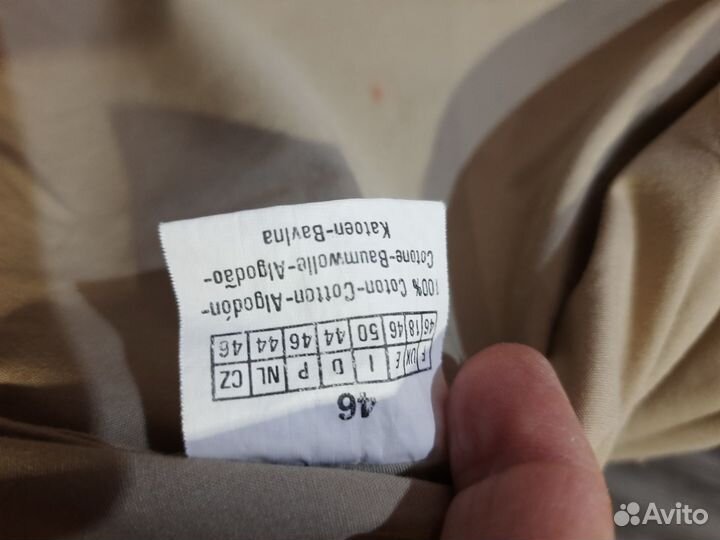 46
F UK E I D P NL CZ
46 18 46 50 44 46 44 46
100% Coton-Cotton-Algodón-
Cotone-Baumwolle-Algodão-
Katoen-Bavlna
Avito